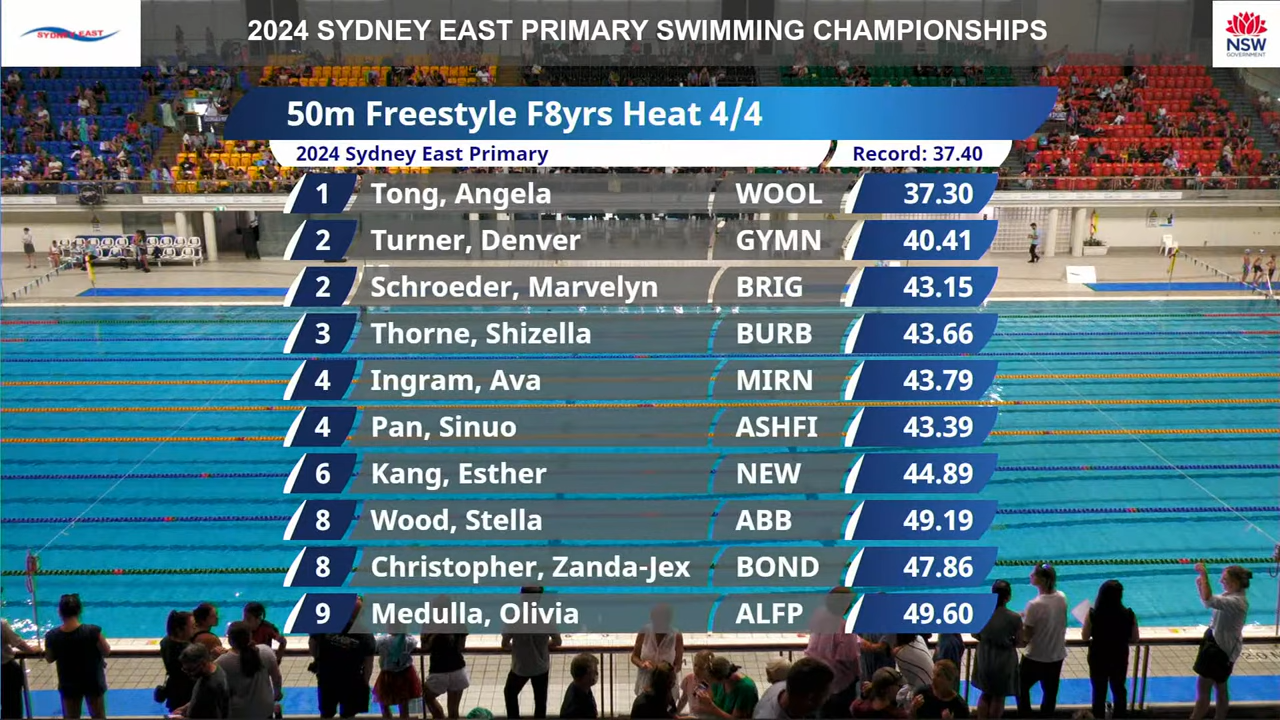 SYDNEY EAST
2024 SYDNEY EAST PRIMARY SWIMMING CHAMPIONSHIPS
NSW
GOVERNMENT
50m Freestyle F8yrs Heat 4/4
2024 Sydney East Primary Record: 37.40
1 Tong, Angela WOOL 37.30
2 Turner, Denver GYMN 40.41
2 Schroeder, Marvelyn BRIG 43.15
3 Thorne, Shizella BURB 43.66
4 Ingram, Ava MIRN 43.79
4 Pan, Sinuo ASHFI 43.39
6 Kang, Esther NEW 44.89
8 Wood, Stella ABB 49.19
8 Christopher, Zanda-Jex BOND 47.86
9 Medulla, Olivia ALFP 49.60